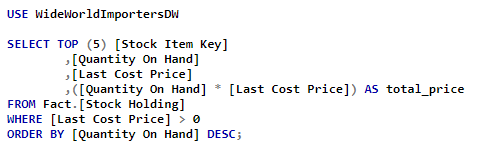 USE WideWorldImportersDW
SELECT TOP (5) [Stock Item Key]
,[Quantity On Hand]
,[Last Cost Price]
,([Quantity On Hand] * [Last Cost Price]) AS total_price
FROM Fact.[Stock Holding]
WHERE [Last Cost Price] > 0
ORDER BY [Quantity On Hand] DESC;